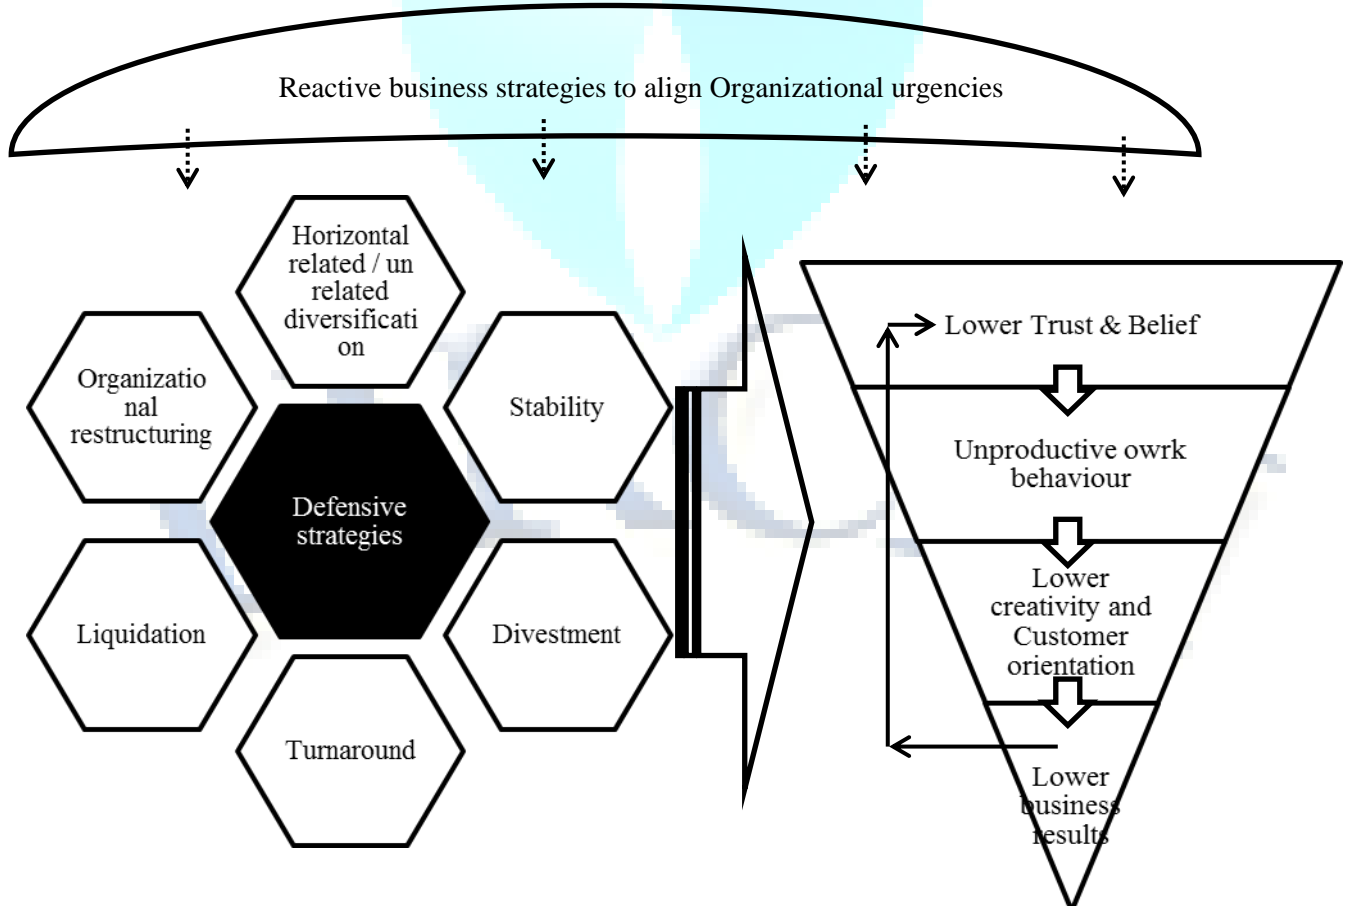 Reactive business strategies to align Organizational urgencies
Horizontal
related / un
related
diversificati
on
Organizatio
nal
restructuring
Stability
Defensive
strategies
Liquidation
Divestment
Turnaround
Lower Trust & Belief
Unproductive owrk
behaviour
Lower
creativity and
Customer
orientation
Lower
business
results